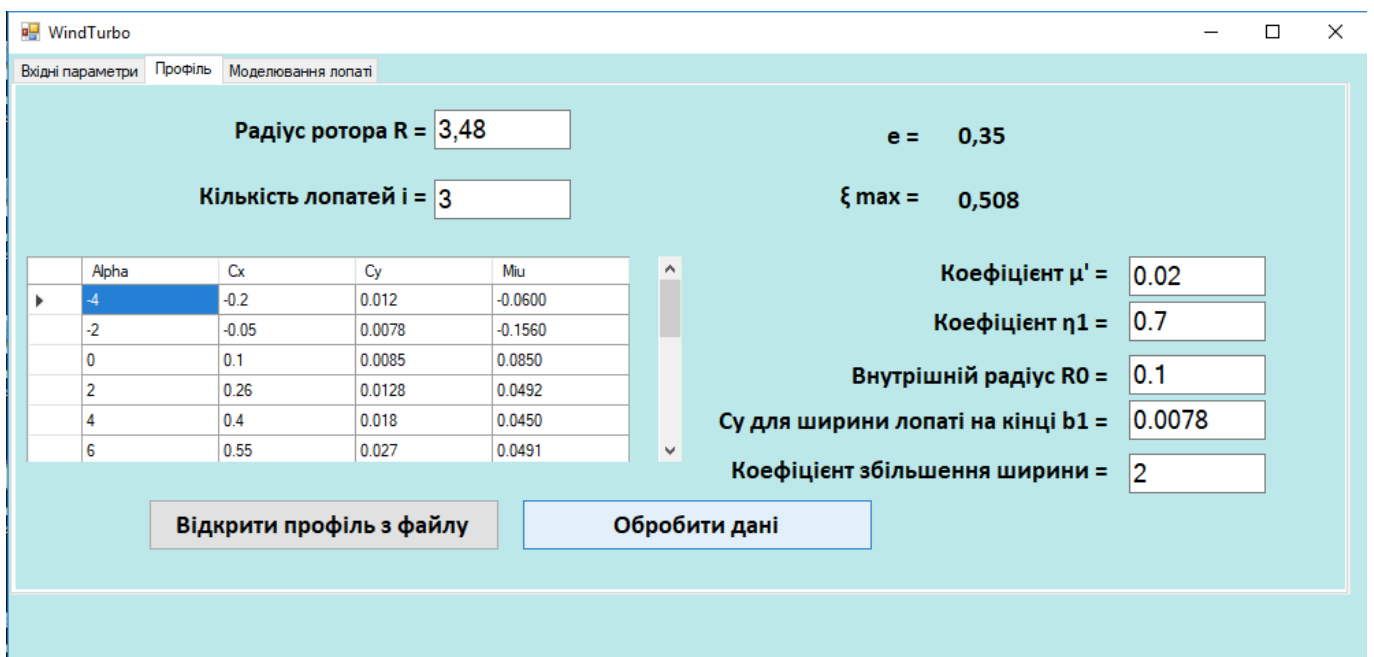 WindTurbo
Вхідні параметри Профіль Моделювання лопаті
Радіус ротора R = 3,48
e = 0,35
Кількість лопатей і = 3
ξ max = 0,508
Alpha Cx Cy Miu
-4 -0.2 0.012 -0.0600
-2 -0.05 0.0078 -0.1560
0 0.1 0.0085 0.0850
2 0.26 0.0128 0.0492
4 0.4 0.018 0.0450
6 0.55 0.027 0.0491
Коефіцієнт μ' = 0.02
Коефіцієнт η1 = 0.7
Внутрішній радіус R0 = 0.1
Су для ширини лопаті на кінці b1 = 0.0078
Коефіцієнт збільшення ширини = 2
Відкрити профіль з файлу Обробити дані